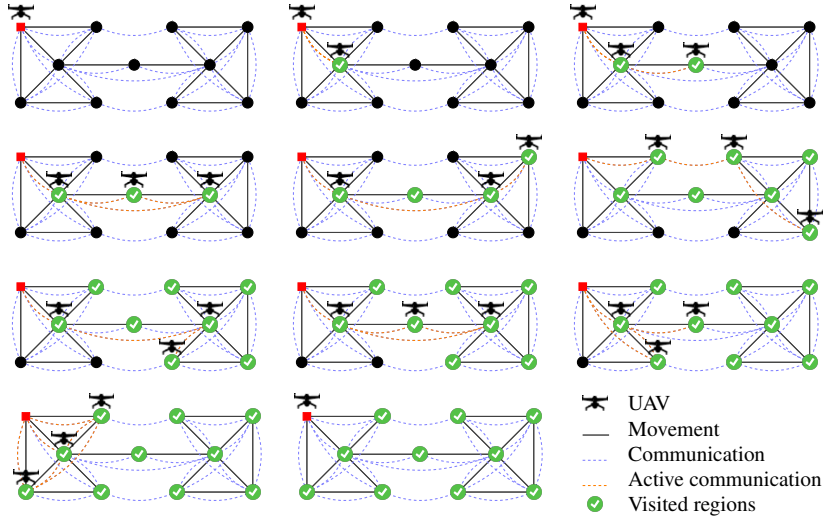 UAV
Movement
Communication
Active communication
Visited regions